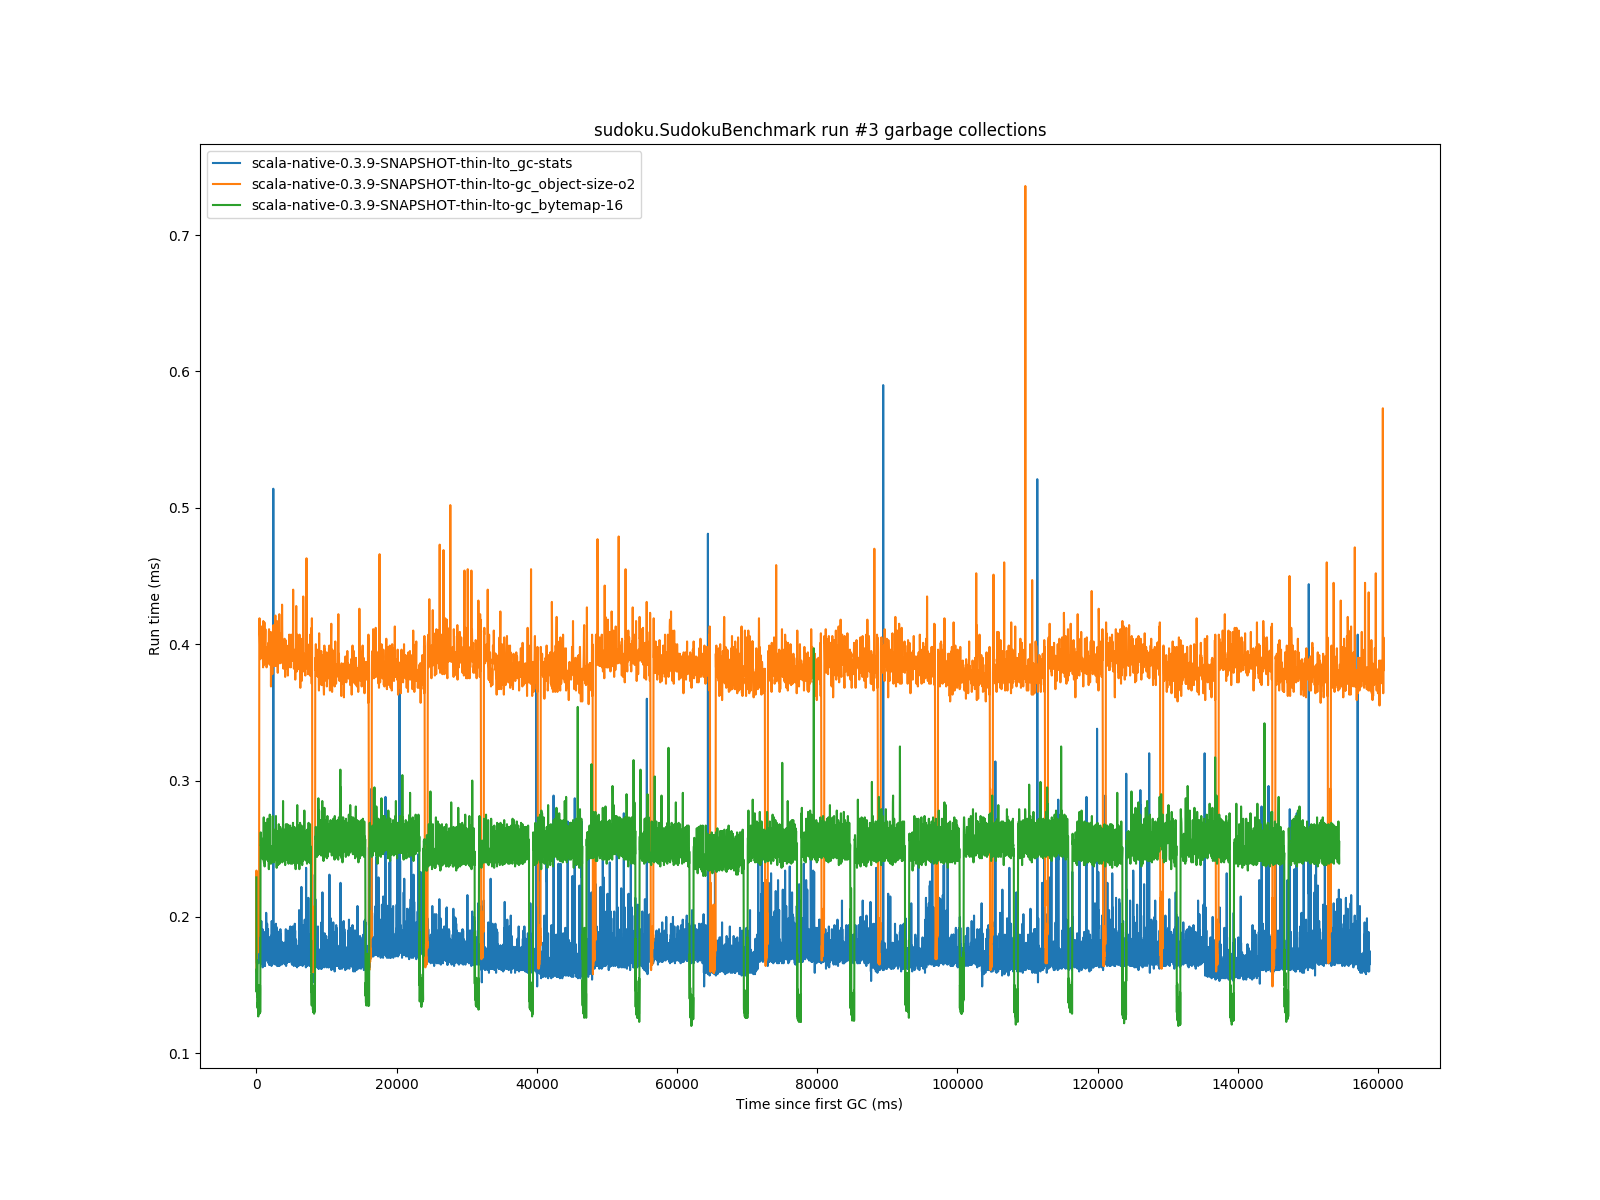 sudoku.SudokuBenchmark run #3 garbage collections
scala-native-0.3.9-SNAPSHOT-thin-lto_gc-stats
scala-native-0.3.9-SNAPSHOT-thin-lto-gc_object-size-o2
scala-native-0.3.9-SNAPSHOT-thin-lto-gc_bytemap-16
0.7
0.6
0.5
0.4
0.3
0.2
0.1
Run time (ms)
0 20000 40000 60000 80000 100000 120000 140000 160000
Time since first GC (ms)